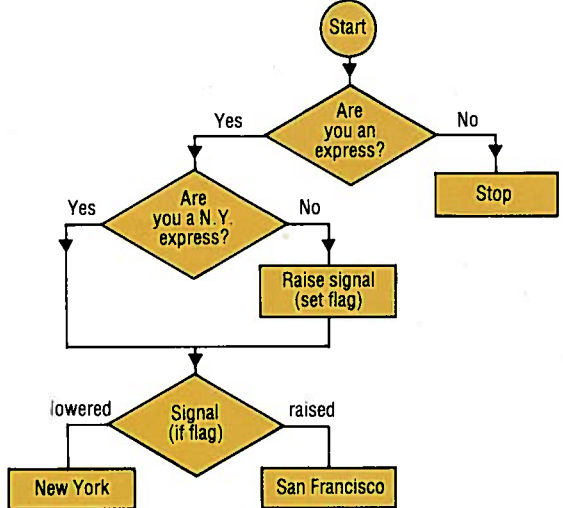 Start
Are
you an
express?
Yes
No
Stop
Are
you a N.Y.
express?
Yes
No
Raise signal
(set flag)
Signal
(if flag)
lowered
raised
New York
San Francisco